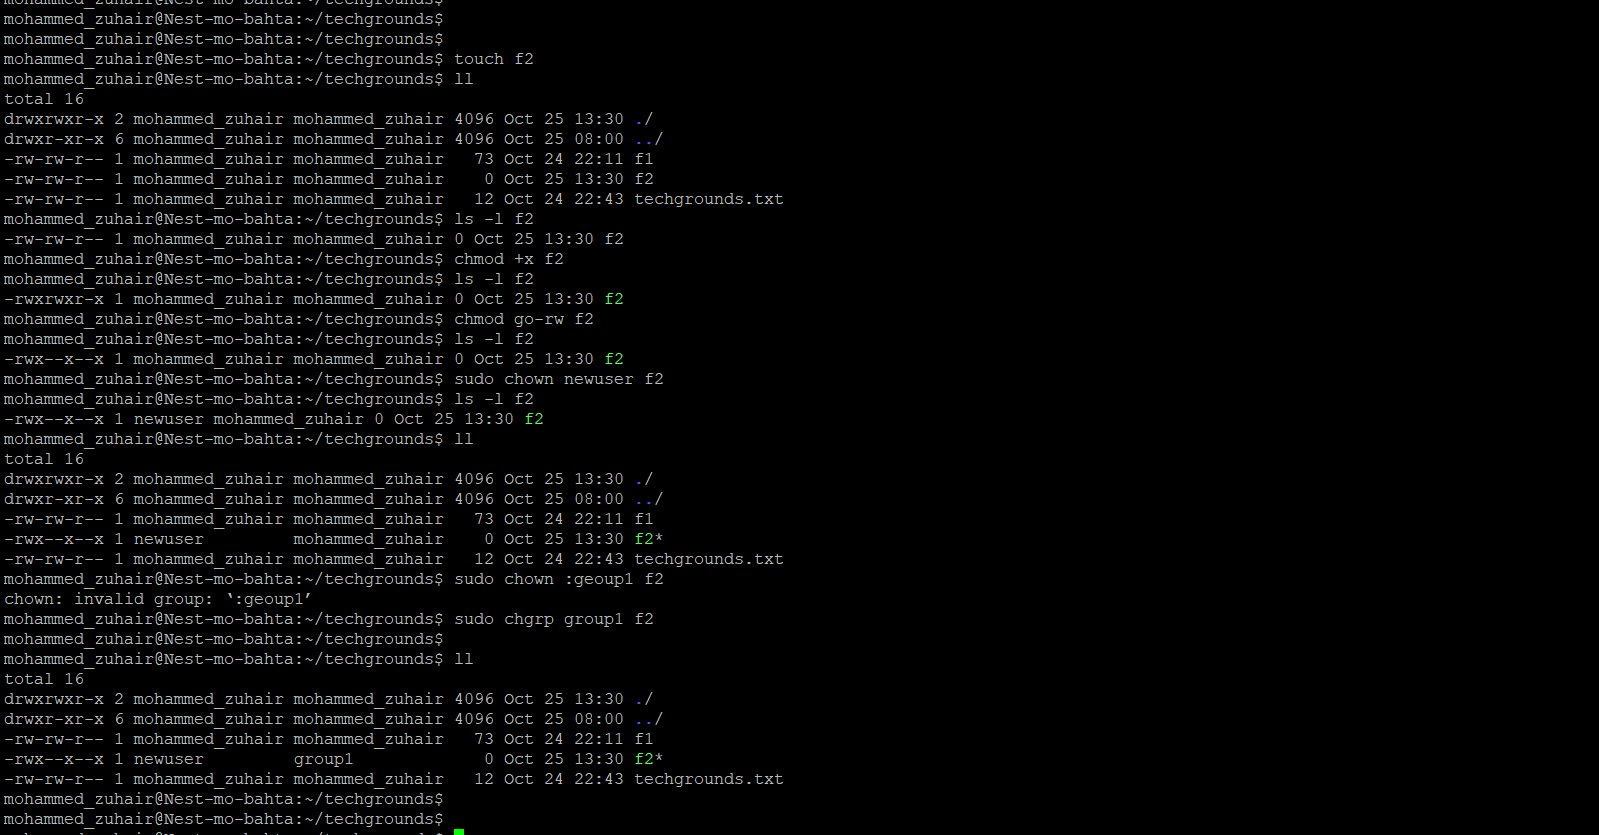 mohammed_zuhair@Nest-mo-bahta:~/techgrounds$
mohammed_zuhair@Nest-mo-bahta:~/techgrounds$
mohammed_zuhair@Nest-mo-bahta:~/techgrounds$
mohammed_zuhair@Nest-mo-bahta:~/techgrounds$ touch f2
mohammed_zuhair@Nest-mo-bahta:~/techgrounds$ ll
total 16
drwxrwxr-x 2 mohammed_zuhair mohammed_zuhair 4096 Oct 25 13:30 ./
drwxr-xr-x 6 mohammed_zuhair mohammed_zuhair 4096 Oct 25 08:00 ../
-rw-rw-r-- 1 mohammed_zuhair mohammed_zuhair   73 Oct 24 22:11 f1
-rw-rw-r-- 1 mohammed_zuhair mohammed_zuhair    0 Oct 25 13:30 f2
-rw-rw-r-- 1 mohammed_zuhair mohammed_zuhair   12 Oct 24 22:43 techgrounds.txt
mohammed_zuhair@Nest-mo-bahta:~/techgrounds$ ls -l f2
-rw-rw-r-- 1 mohammed_zuhair mohammed_zuhair 0 Oct 25 13:30 f2
mohammed_zuhair@Nest-mo-bahta:~/techgrounds$ chmod +x f2
mohammed_zuhair@Nest-mo-bahta:~/techgrounds$ ls -l f2
-rwxrwxr-x 1 mohammed_zuhair mohammed_zuhair 0 Oct 25 13:30 f2
mohammed_zuhair@Nest-mo-bahta:~/techgrounds$ chmod go-rw f2
mohammed_zuhair@Nest-mo-bahta:~/techgrounds$ ls -l f2
-rwx--x--x 1 mohammed_zuhair mohammed_zuhair 0 Oct 25 13:30 f2
mohammed_zuhair@Nest-mo-bahta:~/techgrounds$ sudo chown newuser f2
mohammed_zuhair@Nest-mo-bahta:~/techgrounds$ ls -l f2
-rwx--x--x 1 newuser mohammed_zuhair 0 Oct 25 13:30 f2
mohammed_zuhair@Nest-mo-bahta:~/techgrounds$ ll
total 16
drwxrwxr-x 2 mohammed_zuhair mohammed_zuhair 4096 Oct 25 13:30 ./
drwxr-xr-x 6 mohammed_zuhair mohammed_zuhair 4096 Oct 25 08:00 ../
-rw-rw-r-- 1 mohammed_zuhair mohammed_zuhair   73 Oct 24 22:11 f1
-rwx--x--x 1 newuser         mohammed_zuhair    0 Oct 25 13:30 f2*
-rw-rw-r-- 1 mohammed_zuhair mohammed_zuhair   12 Oct 24 22:43 techgrounds.txt
mohammed_zuhair@Nest-mo-bahta:~/techgrounds$ sudo chown :geoup1 f2
chown: invalid group: ‘:geoup1’
mohammed_zuhair@Nest-mo-bahta:~/techgrounds$ sudo chgrp group1 f2
mohammed_zuhair@Nest-mo-bahta:~/techgrounds$
mohammed_zuhair@Nest-mo-bahta:~/techgrounds$ ll
total 16
drwxrwxr-x 2 mohammed_zuhair mohammed_zuhair 4096 Oct 25 13:30 ./
drwxr-xr-x 6 mohammed_zuhair mohammed_zuhair 4096 Oct 25 08:00 ../
-rw-rw-r-- 1 mohammed_zuhair mohammed_zuhair   73 Oct 24 22:11 f1
-rwx--x--x 1 newuser         group1             0 Oct 25 13:30 f2*
-rw-rw-r-- 1 mohammed_zuhair mohammed_zuhair   12 Oct 24 22:43 techgrounds.txt
mohammed_zuhair@Nest-mo-bahta:~/techgrounds$
mohammed_zuhair@Nest-mo-bahta:~/techgrounds$